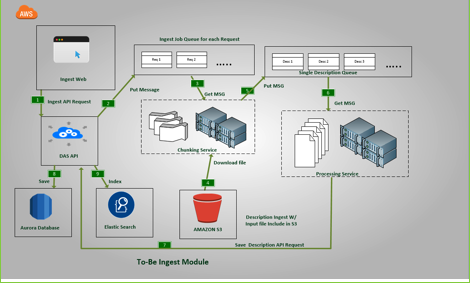 AWS
Ingest Job Queue for each Request
Req 1
Req 2
.....
Desc 1
Desc 2
Desc 3
.....
Single Description Queue
Ingest Web
1
Ingest API Request
2
Put Message
3
Get MSG
5
Put MSG
6
Get MSG
DAS API
Chunking Service
Download file
Processing Service
8
Save
9
Index
4
Aurora Database
Elastic Search
AMAZON S3
Description Ingest W/
Input file Include in S3
7
Save Description API Request
To-Be Ingest Module